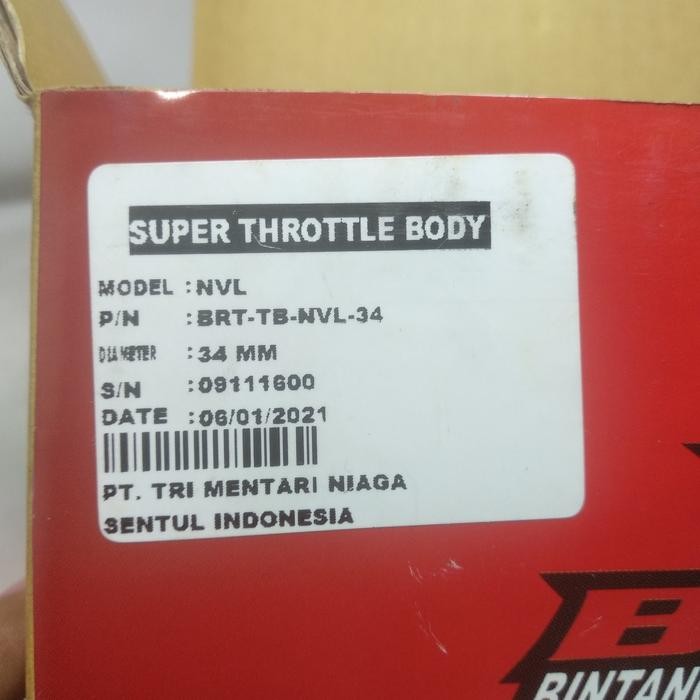 SUPER THROTTLE BODY
MODEL : NVL
P/N : BRT-TB-NVL-34
DIAMETER : 34 MM
S/N : 09111600
DATE : 06/01/2021
PT. TRI MENTARI NIAGA
SENTUL INDONESIA
B
BINTAN